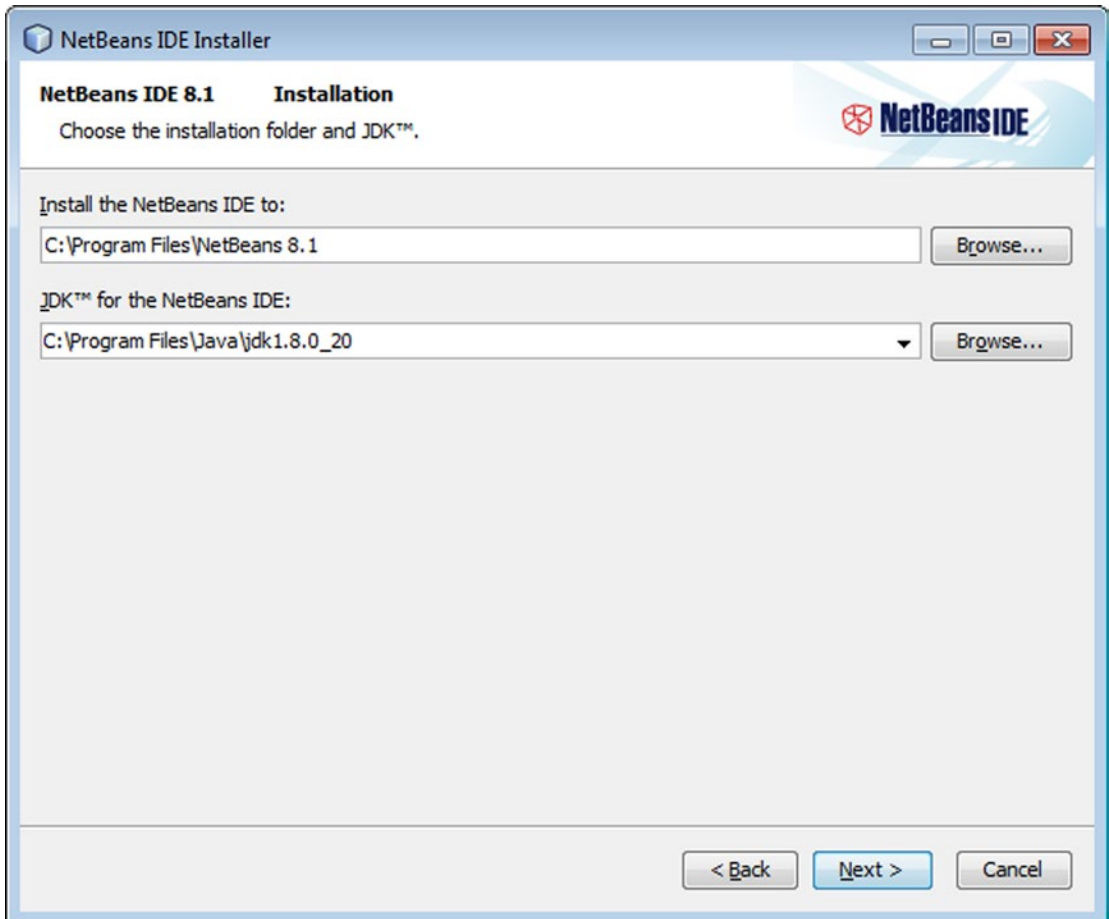 NetBeans IDE Installer
NetBeans IDE 8.1 Installation
Choose the installation folder and JDK™.
NetBeans IDE
Install the NetBeans IDE to:
C:\Program Files\NetBeans 8.1
Browse...
JDK™ for the NetBeans IDE:
C:\Program Files\Java\jdk1.8.0_20
Browse...
< Back
Next >
Cancel